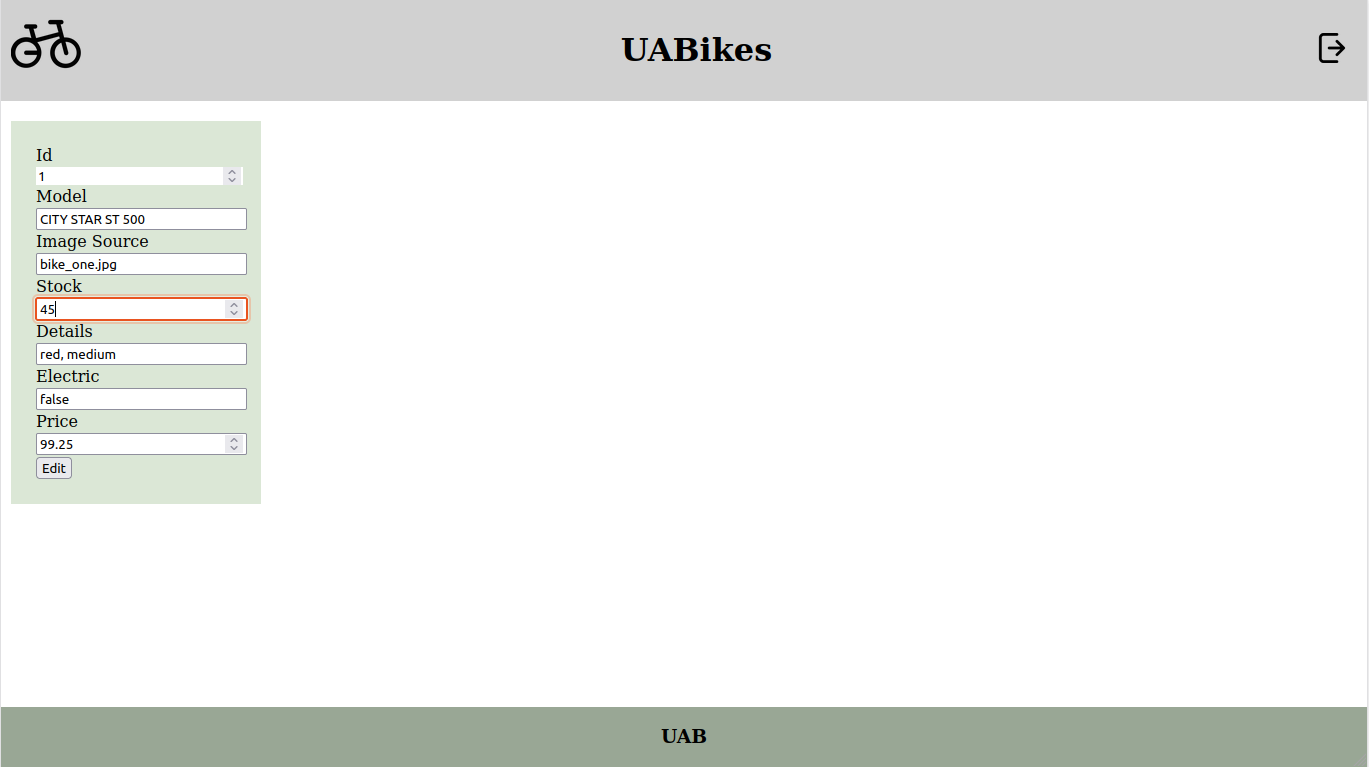 UABikes
Id
1
Model
CITY STAR ST 500
Image Source
bike_one.jpg
Stock
45
Details
red, medium
Electric
false
Price
99.25
Edit
UAB